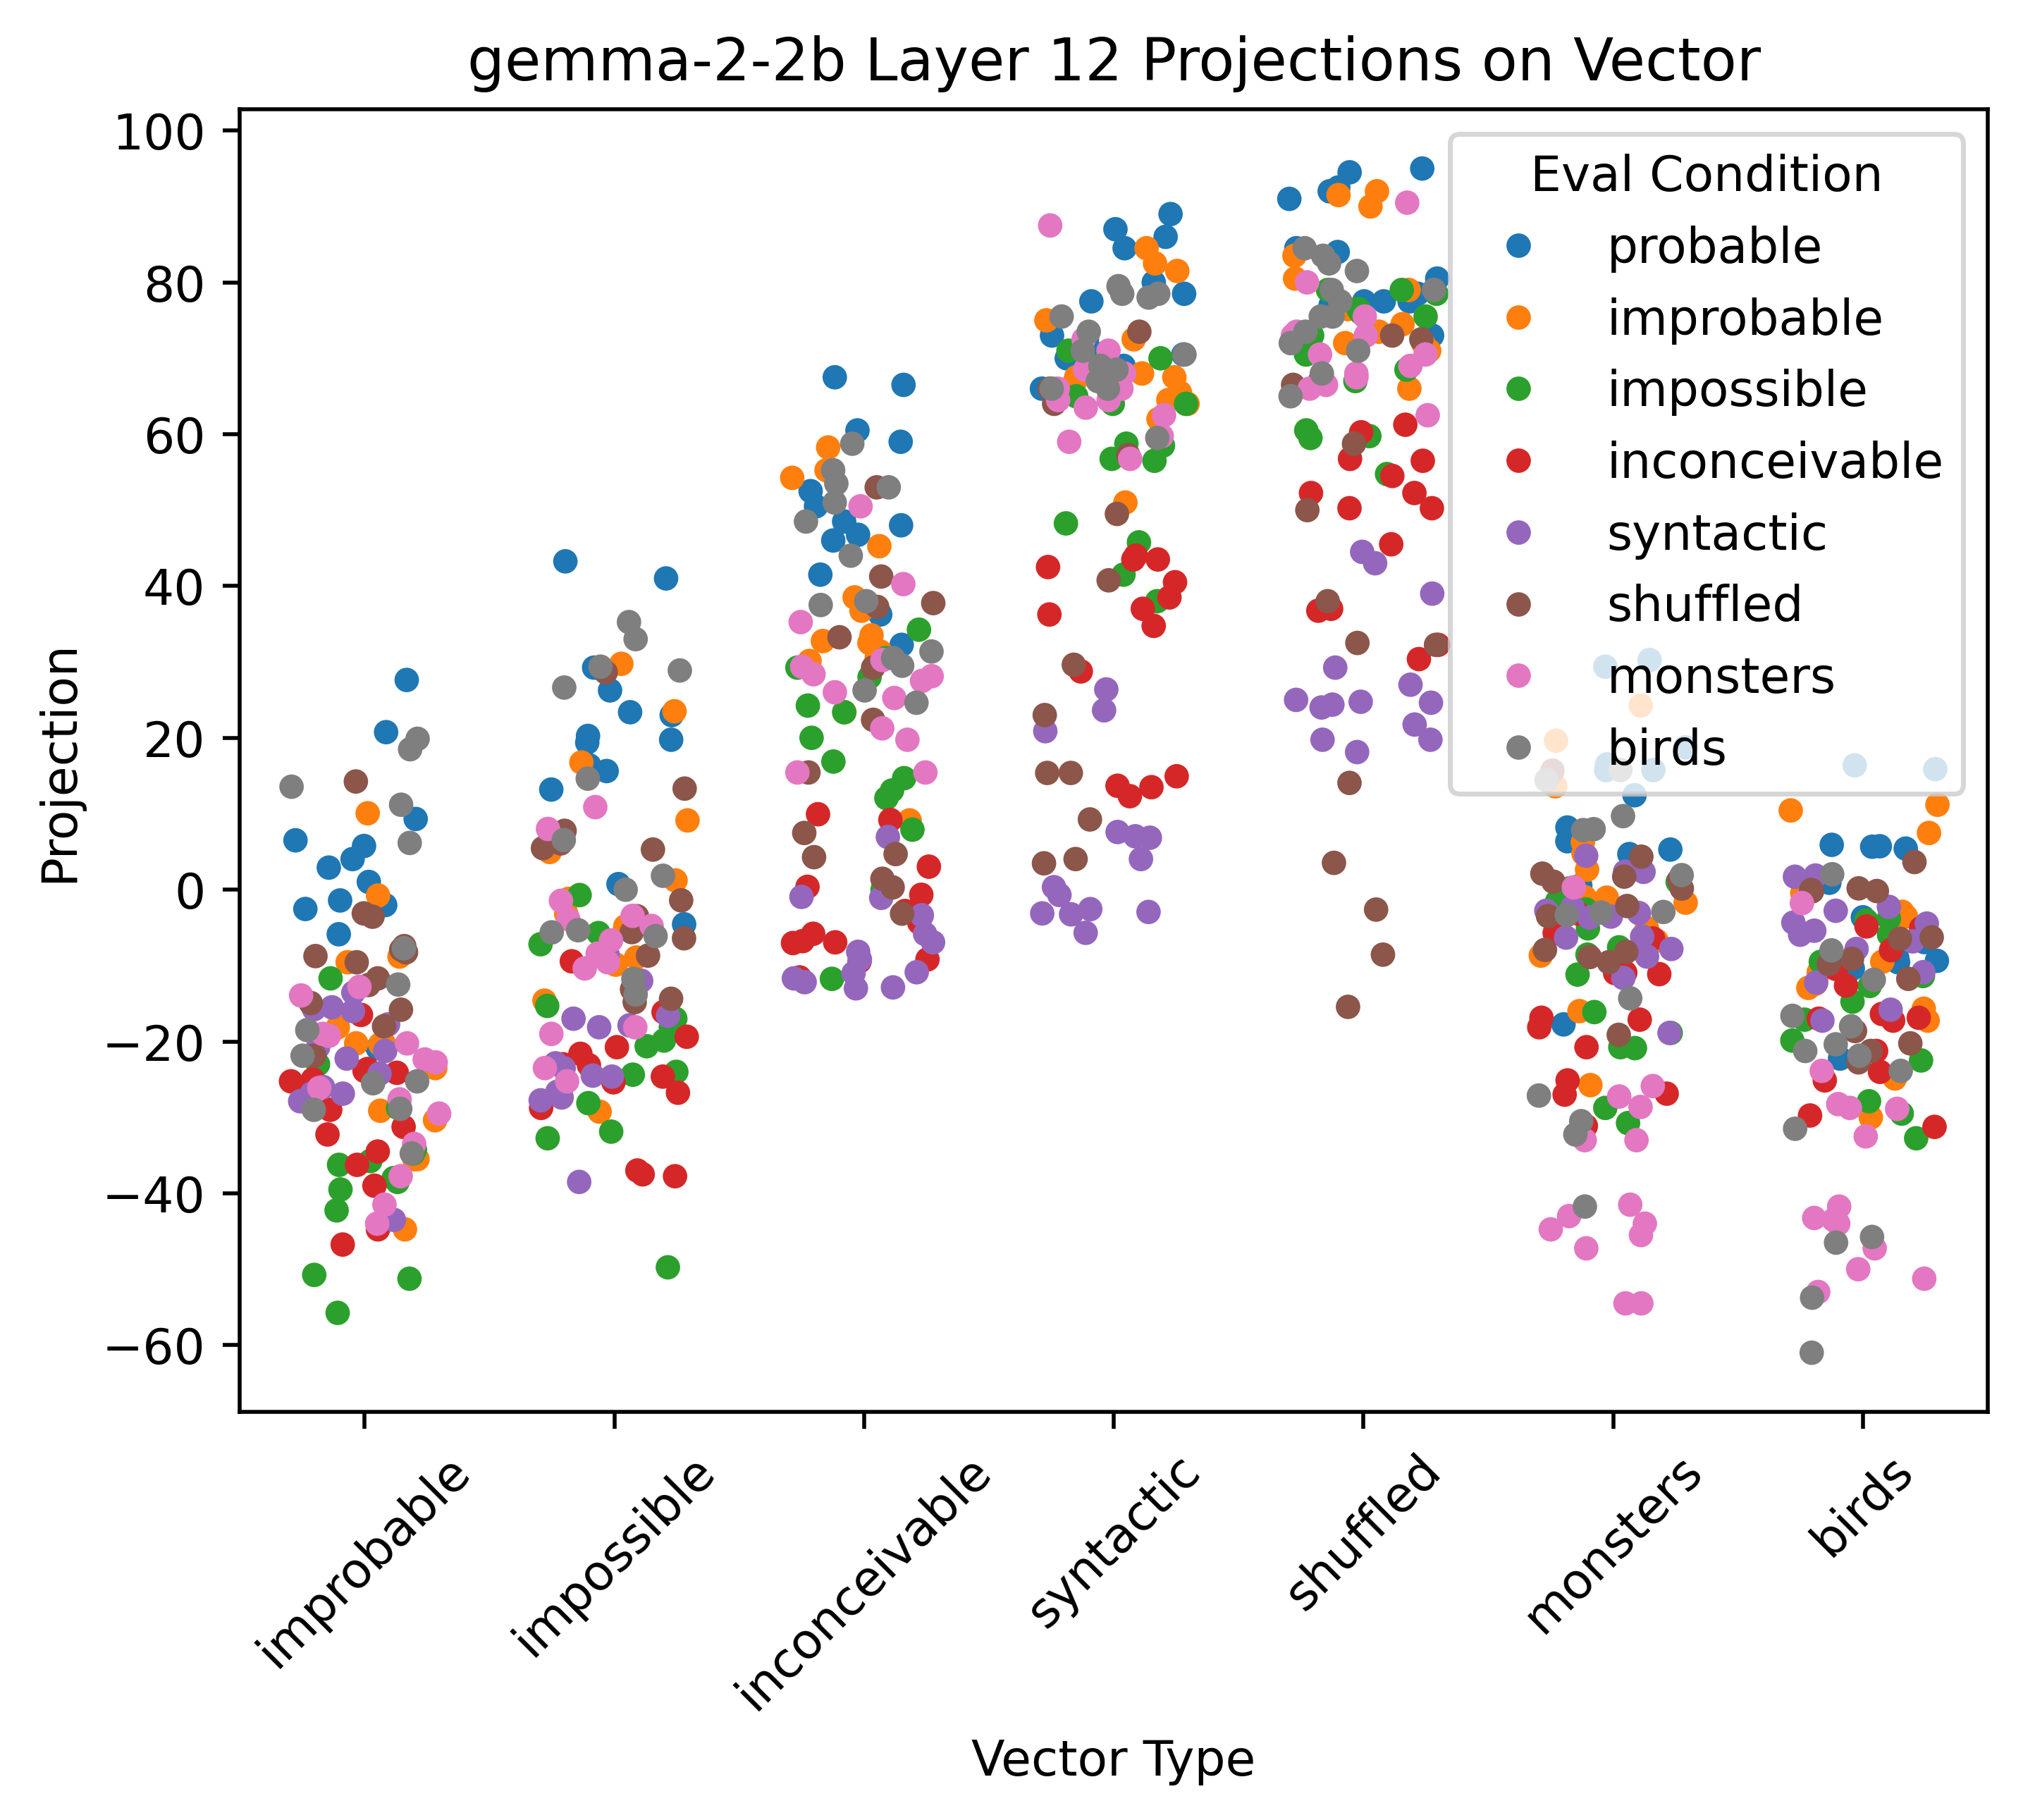 gemma-2-2b Layer 12 Projections on Vector
100
80
60
40
20
0
−20
−40
−60
Projection
Eval Condition
probable
improbable
impossible
inconceivable
syntactic
shuffled
monsters
birds
improbable
impossible
inconceivable
syntactic
shuffled
monsters
birds
Vector Type